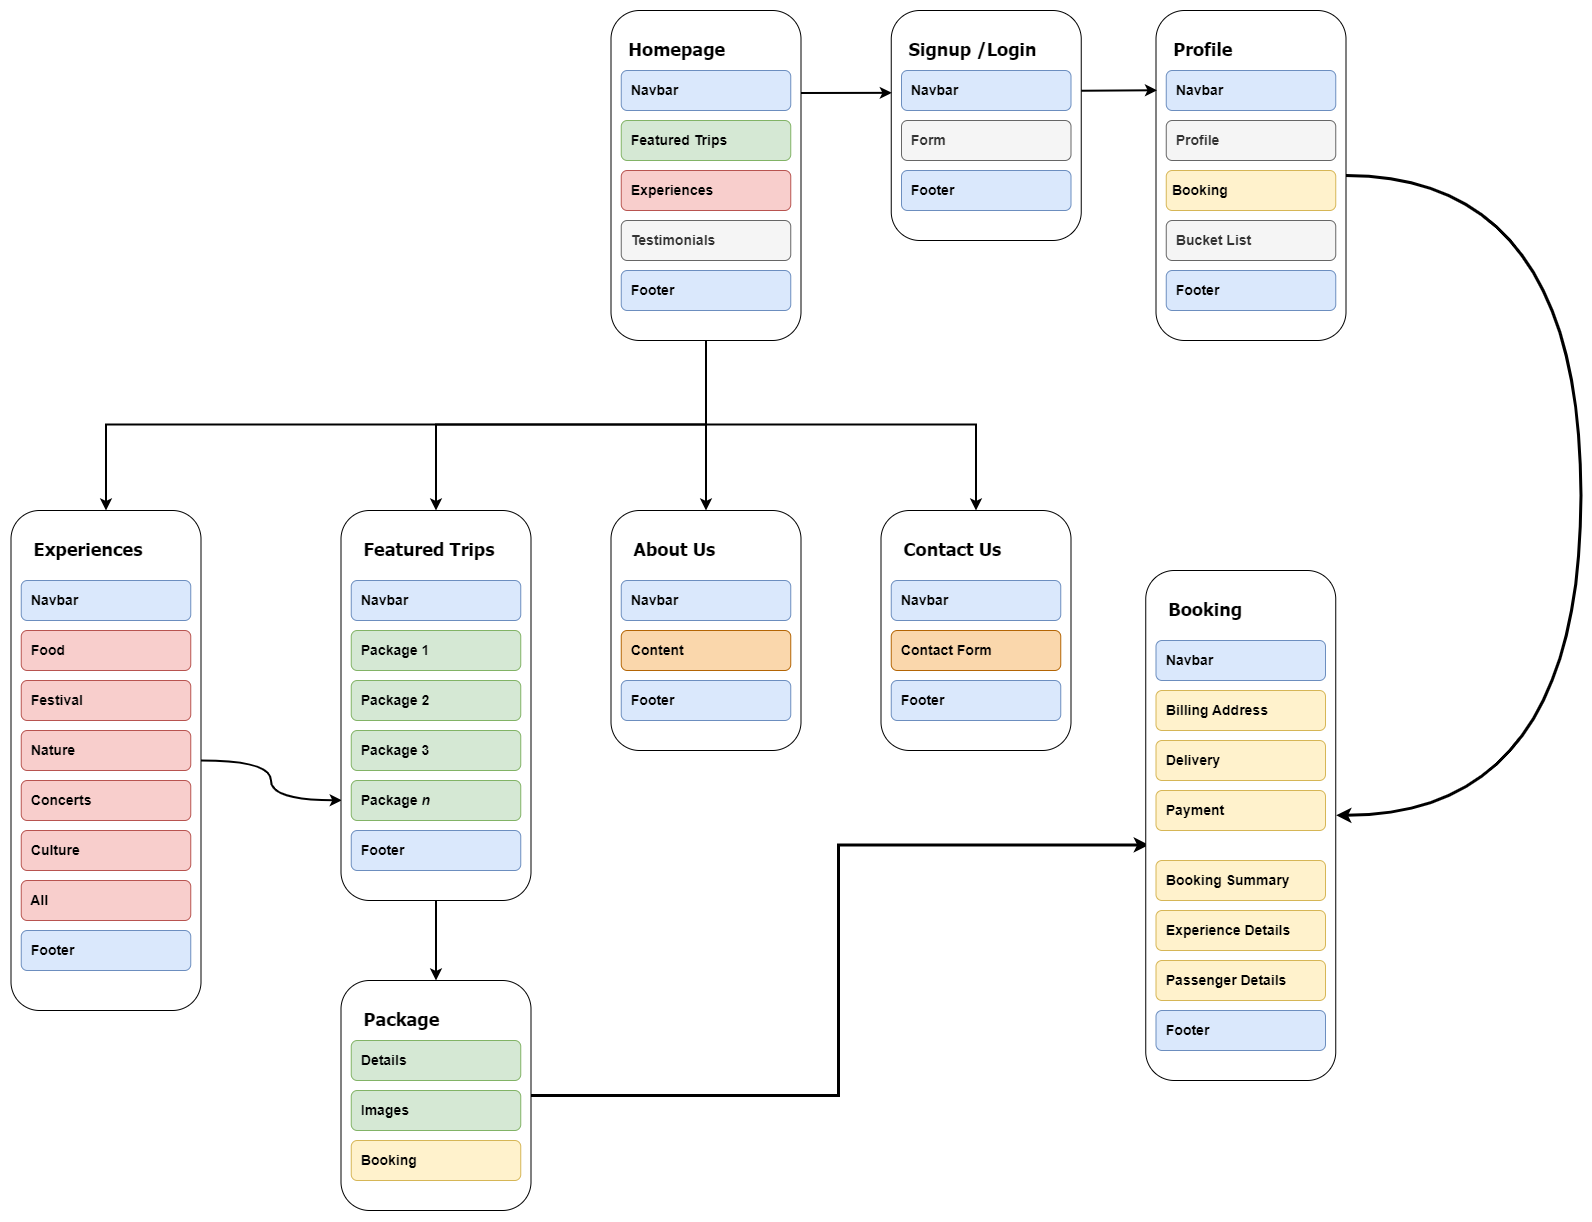 Homepage
Navbar
Featured Trips
Experiences
Testimonials
Footer
Signup /Login
Navbar
Form
Footer
Profile
Navbar
Profile
Booking
Bucket List
Footer
Experiences
Navbar
Food
Festival
Nature
Concerts
Culture
All
Footer
Featured Trips
Navbar
Package 1
Package 2
Package 3
Package n
Footer
About Us
Navbar
Content
Footer
Contact Us
Navbar
Contact Form
Footer
Booking
Navbar
Billing Address
Delivery
Payment
Booking Summary
Experience Details
Passenger Details
Footer
Package
Details
Images
Booking